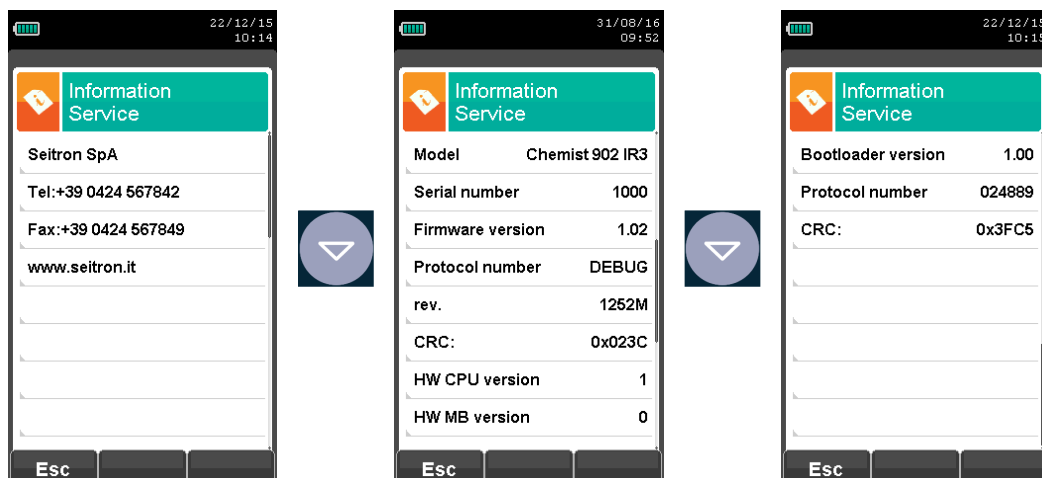 22/12/15
10:14
Information
Service
Seitron SpA
Tel:+39 0424 567842
Fax:+39 0424 567849
www.seitron.it
Esc
31/08/16
09:52
Information
Service
Model Chemist 902 IR3
Serial number 1000
Firmware version 1.02
Protocol number DEBUG
rev. 1252M
CRC: 0x023C
HW CPU version 1
HW MB version 0
Esc
22/12/15
10:15
Information
Service
Bootloader version 1.00
Protocol number 024889
CRC: 0x3FC5
Esc